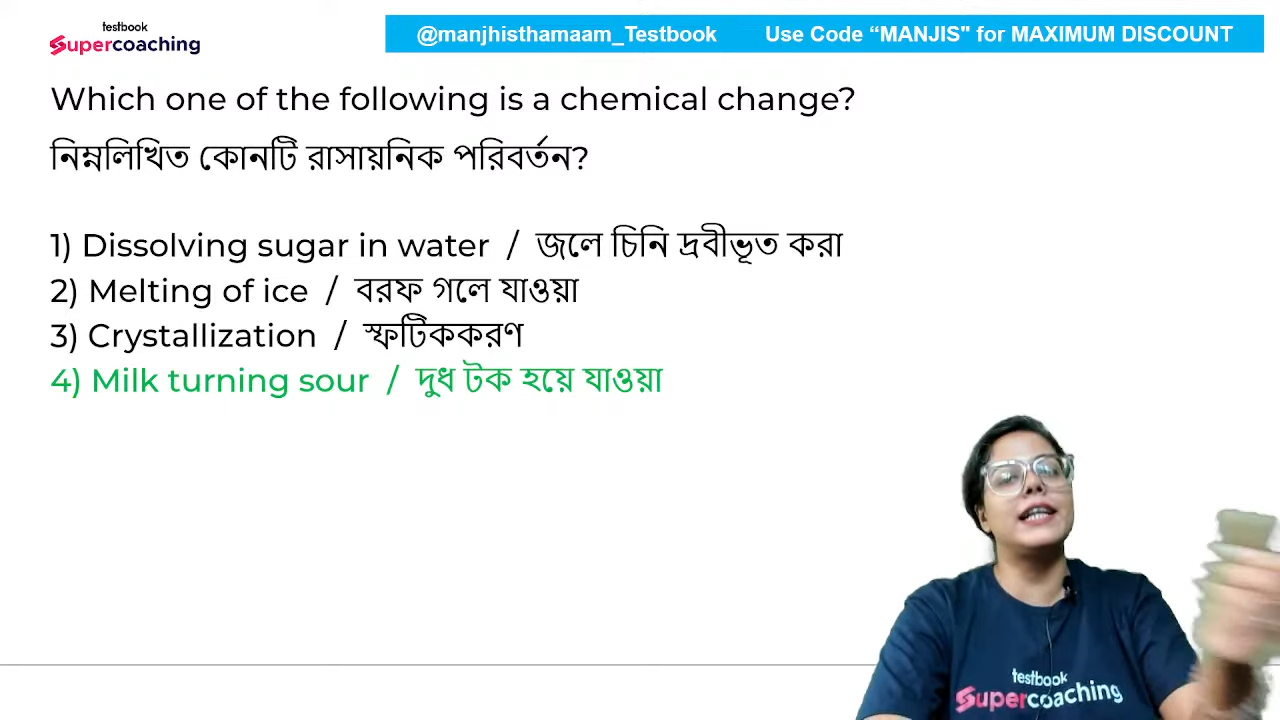 testbook
Supercoaching
@manjhisthamaam_Testbook Use Code “MANJIS" for MAXIMUM DISCOUNT
Which one of the following is a chemical change?
নিম্নলিখিত কোনটি রাসায়নিক পরিবর্তন?
1) Dissolving sugar in water / জলে চিনি দ্রবীভূত করা
2) Melting of ice / বরফ গলে যাওয়া
3) Crystallization / স্ফটিককরণ
4) Milk turning sour / দুধ টক হয়ে যাওয়া
testbook
Supercoaching